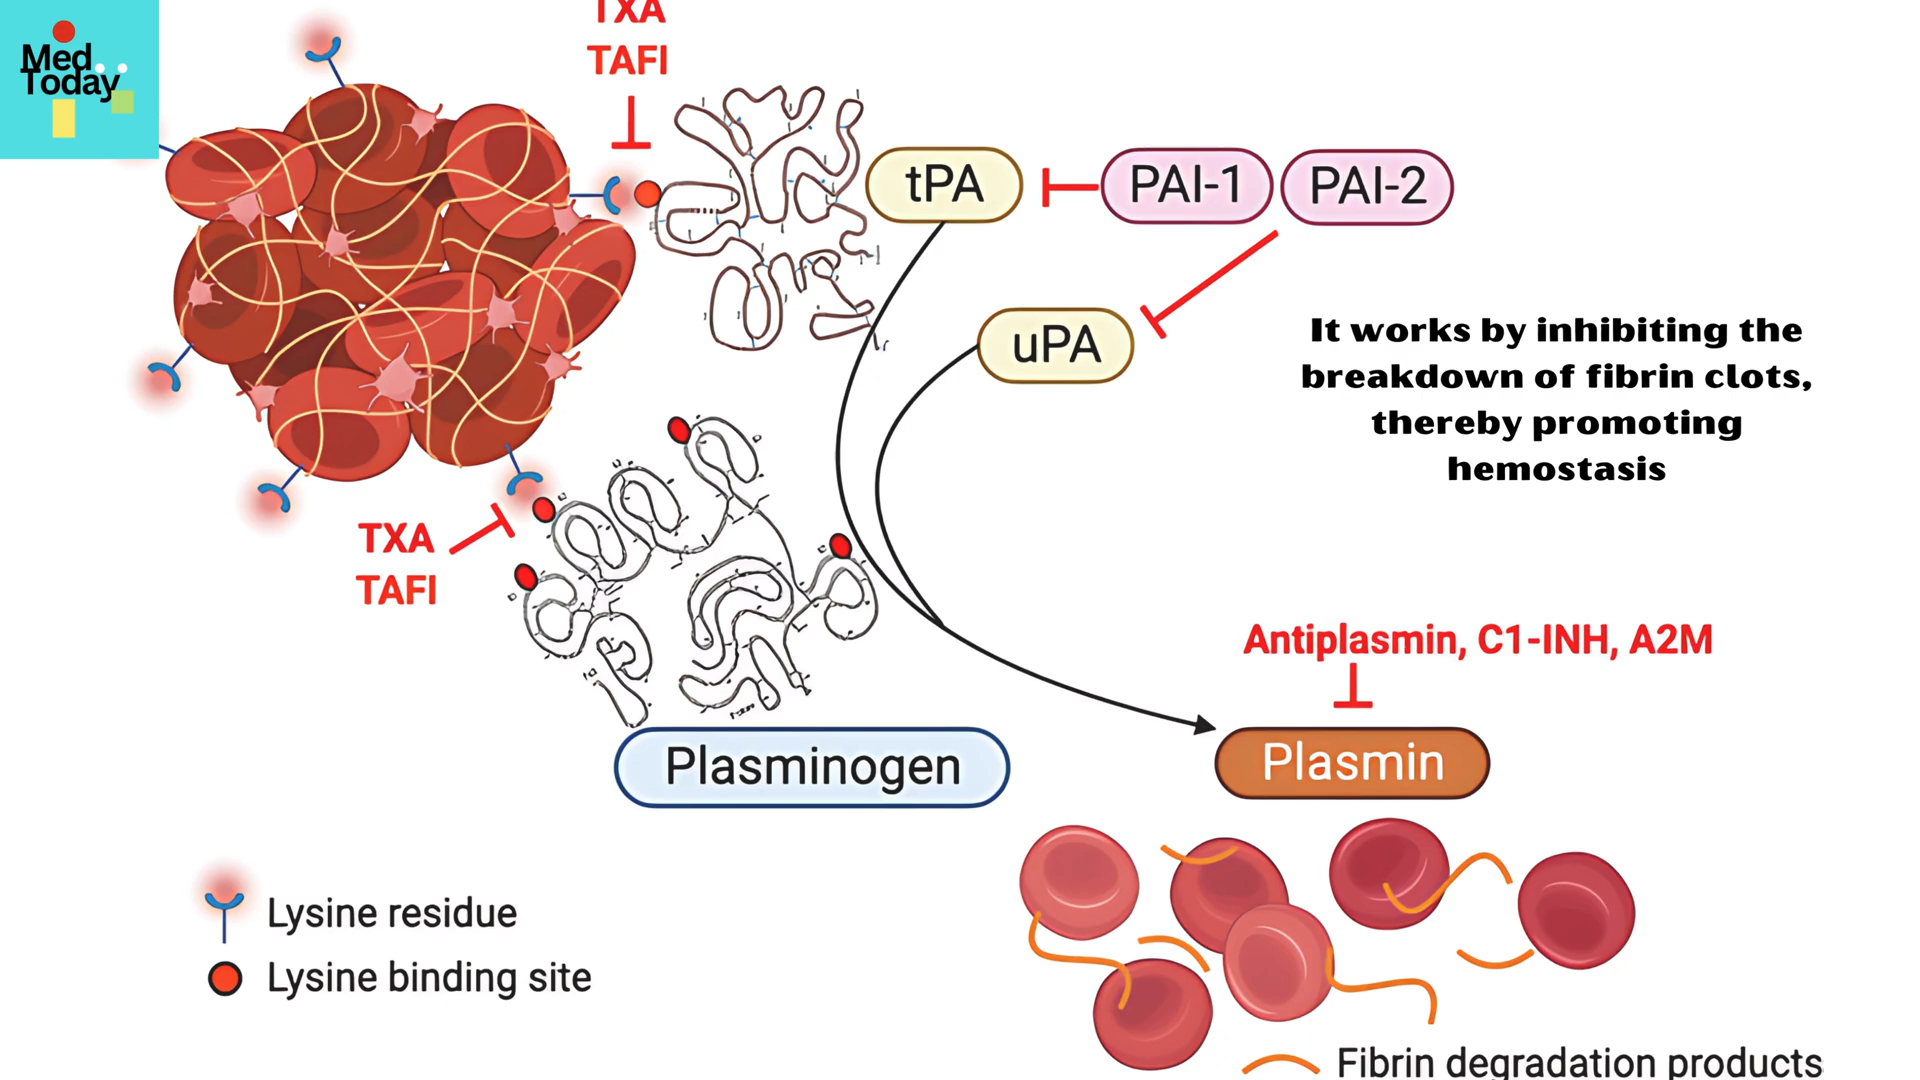 Med
Today
TXA
TAFI
tPA
PAI-1
PAI-2
uPA
It works by inhibiting the
breakdown of fibrin clots,
thereby promoting
hemostasis
TXA
TAFI
Antiplasmin, C1-INH, A2M
Plasminogen
Plasmin
Lysine residue
Lysine binding site
Fibrin degradation products